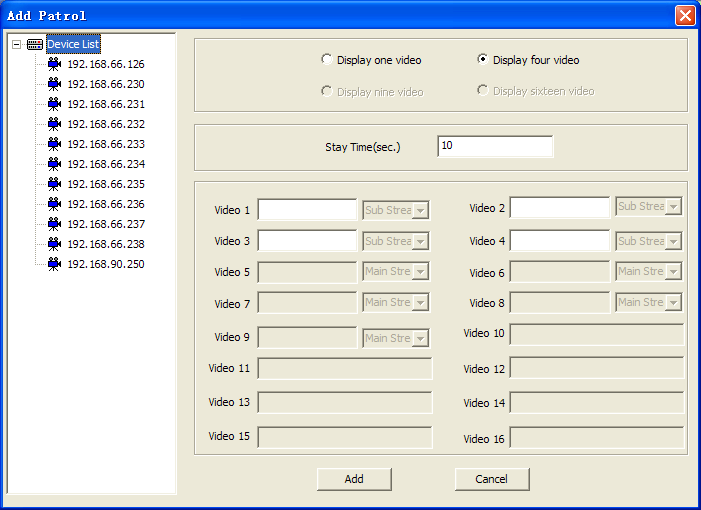 Add Patrol
Device List
192.168.66.126
192.168.66.230
192.168.66.231
192.168.66.232
192.168.66.233
192.168.66.234
192.168.66.235
192.168.66.236
192.168.66.237
192.168.66.238
192.168.90.250
Display one video
Display four video
Display nine video
Display sixteen video
Stay Time(sec.) 10
Video 1 Sub Strea Video 2 Sub Strea
Video 3 Sub Strea Video 4 Sub Strea
Video 5 Main Stre Video 6 Main Stre
Video 7 Main Stre Video 8 Main Stre
Video 9 Main Stre Video 10
Video 11 Video 12
Video 13 Video 14
Video 15 Video 16
Add Cancel